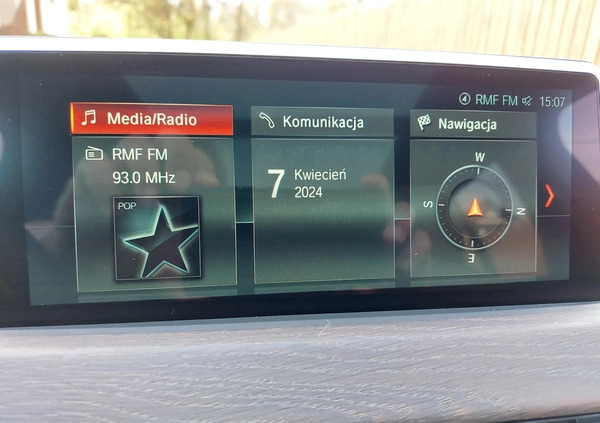 RMF FM 15:07
Media/Radio
RMF FM
93.0 MHz
POP
Komunikacja
7 Kwiecień
2024
Nawigacja
W
S N
E